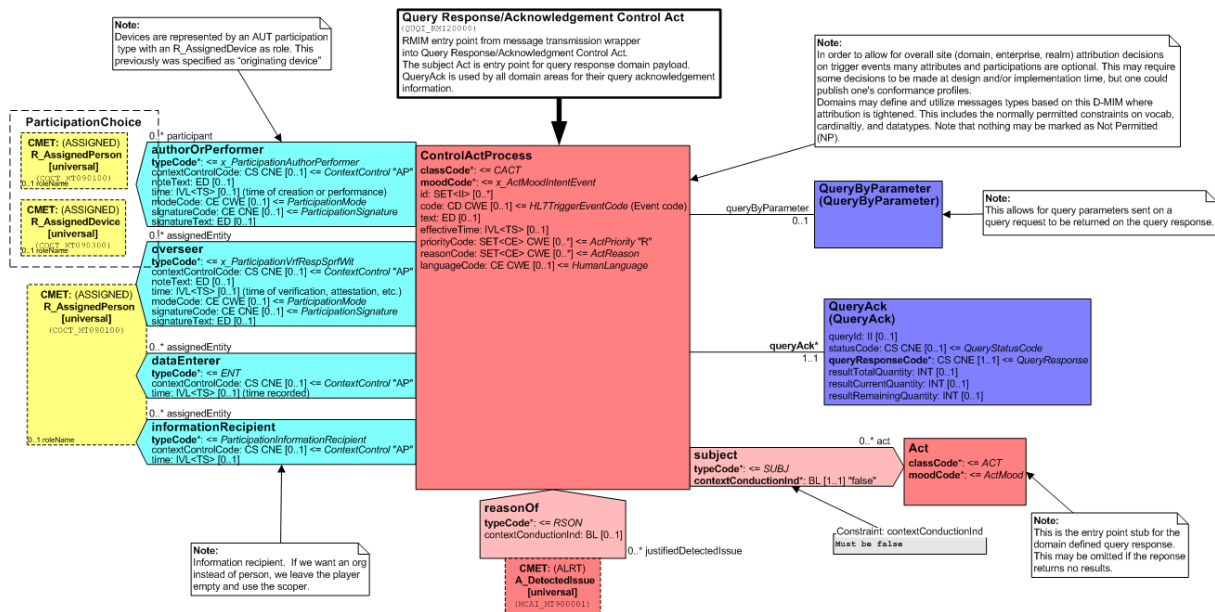 Note:
Devices are represented by an AUT participation
type with an R_AssignedDevice as role. This
previously was specified as "originating device"
Query Response/Acknowledgement Control Act
(QUQI_RM120000)
RMIM entry point from message transmission wrapper
into Query Response/Acknowledgment Control Act.
The subject Act is entry point for query response domain payload.
QueryAck is used by all domain areas for their query acknowledgement
information.
Note:
In order to allow for overall site (domain, enterprise, realm) attribution decisions
on trigger events many attributes and participations are optional. This may require
some decisions to be made at design and/or implementation time, but one could
publish one's conformance profiles.
Domains may define and utilize messages types based on this D-MIM where
attribution is tightened. This includes the normally permitted constraints on vocab,
cardinaltiy, and datatypes. Note that nothing may be marked as Not Permitted
(NP).
ParticipationChoice
CMET: (ASSIGNED)
R_AssignedPerson
[universal]
(COCT_MT090100)
0..1 roleName
CMET: (ASSIGNED)
R_AssignedDevice
[universal]
(COCT_MT090300)
0..1 roleName
0..* participant
authorOrPerformer
typeCode*: <= x_ParticipationAuthorPerformer
contextControlCode: CS CNE [0..1] <= ContextControl "AP"
noteText: ED [0..1]
time: IVL<TS> [0..1] (time of creation or performance)
modeCode: CE CWE [0..1] <= ParticipationMode
signatureCode: CE CNE [0..1] <= ParticipationSignature
signatureText: ED [0..1]
0..* assignedEntity
overseer
typeCode*: <= x_ParticipationVrfRespSprfWit
contextControlCode: CS CNE [0..1] <= ContextControl "AP"
noteText: ED [0..1]
time: IVL<TS> [0..1] (time of verification, attestation, etc.)
modeCode: CE CWE [0..1] <= ParticipationMode
signatureCode: CE CNE [0..1] <= ParticipationSignature
signatureText: ED [0..1]
CMET: (ASSIGNED)
R_AssignedPerson
[universal]
(COCT_MT090100)
0..1 roleName
0..* assignedEntity
dataEnterer
typeCode*: <= ENT
contextControlCode: CS CNE [0..1] <= ContextControl "AP"
time: IVL<TS> [0..1] (time recorded)
0..* assignedEntity
informationRecipient
typeCode*: <= ParticipationInformationRecipient
contextControlCode: CS CNE [0..1] <= ContextControl "AP"
time: IVL<TS> [0..1]
ControlActProcess
classCode*: <= CACT
moodCode*: <= x_ActMoodIntentEvent
id: SET<II> [0..*]
code: CD CWE [0..1] <= HL7TriggerEventCode (Event code)
text: ED [0..1]
effectiveTime: IVL<TS> [0..1]
priorityCode: SET<CE> CWE [0..*] <= ActPriority "R"
reasonCode: SET<CE> CWE [0..*] <= ActReason
languageCode: CE CWE [0..1] <= HumanLanguage
queryByParameter
0..1
QueryByParameter
(QueryByParameter)
Note:
This allows for query parameters sent on a
query request to be returned on the query response.
queryAck*
1..1
QueryAck
(QueryAck)
queryId: II [0..1]
statusCode: CS CNE [0..1] <= QueryStatusCode
queryResponseCode*: CS CNE [1..1] <= QueryResponse
resultTotalQuantity: INT [0..1]
resultCurrentQuantity: INT [0..1]
resultRemainingQuantity: INT [0..1]
0..* act
subject
typeCode*: <= SUBJ
contextConductionInd*: BL [1..1] "false"
Act
classCode*: <= ACT
moodCode*: <= ActMood
Constraint: contextConductionInd
Must be false
Note:
This is the entry point stub for the
domain defined query response.
This may be omitted if the reponse
returns no results.
reasonOf
typeCode*: <= RSON
contextConductionInd: BL [0..1]
0..* justifiedDetectedIssue
CMET: (ALRT)
A_DetectedIssue
[universal]
(MCAI_MT900001)
Note:
Information recipient. If we want an org
instead of person, we leave the player
empty and use the scoper.